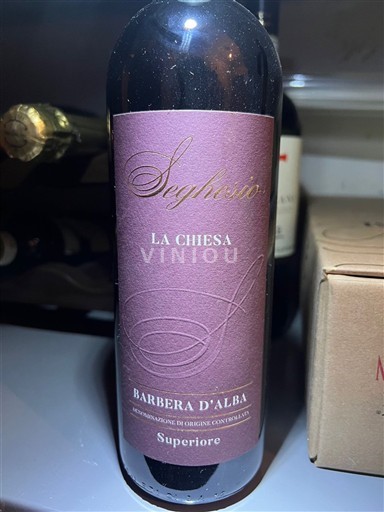 Seghesio
LA CHIESA
VINIOU
BARBERA D'ALBA
DENOMINAZIONE DI ORIGINE CONTROLLATA
Superiore